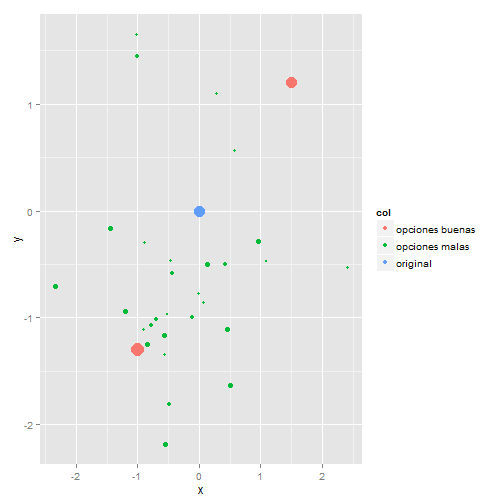 1
0
-1
-2
y
-2
-1
0
1
2
x
col
opciones buenas
opciones malas
original